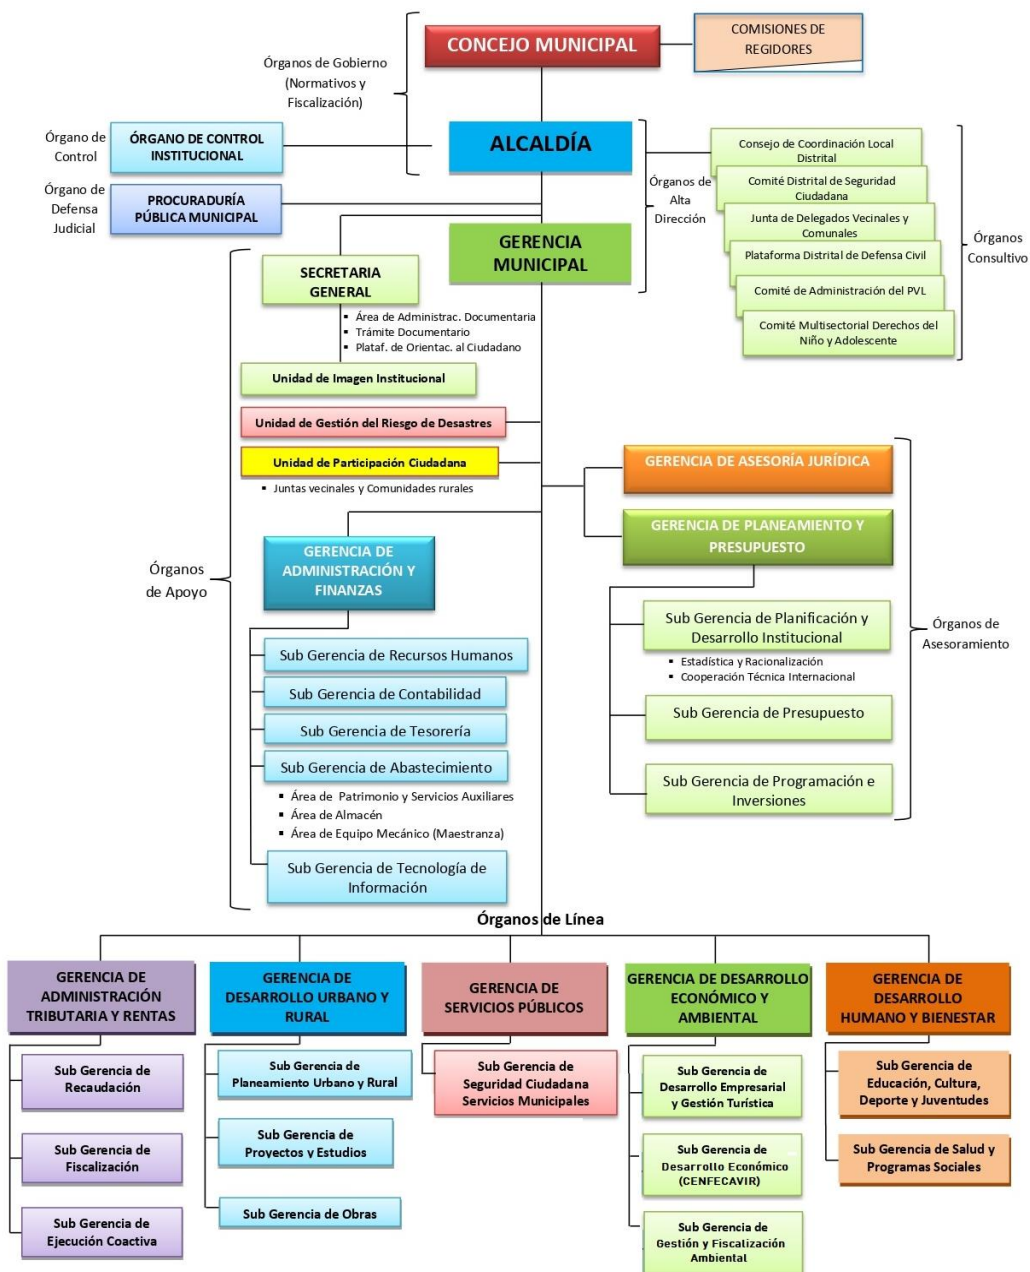 CONCEJO MUNICIPAL
COMISIONES DE
REGIDORES
Órganos de Gobierno
(Normativos y
Fiscalización)
Órgano de
Control
ÓRGANO DE CONTROL
INSTITUCIONAL
ALCALDÍA
Órgano de
Defensa
Judicial
PROCURADURÍA
PÚBLICA MUNICIPAL
Órganos de
Alta
Dirección
Consejo de Coordinación Local
Distrital
Comité Distrital de Seguridad
Ciudadana
Junta de Delegados Vecinales y
Comunales
Plataforma Distrital de Defensa Civil
Comité de Administración del PVL
Comité Multisectorial Derechos del
Niño y Adolescente
Órganos
Consultivo
GERENCIA
MUNICIPAL
SECRETARIA
GENERAL
▪ Área de Administrac. Documentaria
▪ Trámite Documentario
▪ Plataf. de Orientac. al Ciudadano
Unidad de Imagen Institucional
Unidad de Gestión del Riesgo de Desastres
Unidad de Participación Ciudadana
▪ Juntas vecinales y Comunidades rurales
GERENCIA DE ASESORÍA JURÍDICA
GERENCIA DE PLANEAMIENTO Y
PRESUPUESTO
Órganos
de Apoyo
GERENCIA DE
ADMINISTRACIÓN Y
FINANZAS
Sub Gerencia de Recursos Humanos
Sub Gerencia de Contabilidad
Sub Gerencia de Tesorería
Sub Gerencia de Abastecimiento
▪ Área de Patrimonio y Servicios Auxiliares
▪ Área de Almacén
▪ Área de Equipo Mecánico (Maestranza)
Sub Gerencia de Tecnología de
Información
Sub Gerencia de Planificación y
Desarrollo Institucional
▪ Estadística y Racionalización
▪ Cooperación Técnica Internacional
Sub Gerencia de Presupuesto
Sub Gerencia de Programación e
Inversiones
Órganos de
Asesoramiento
Órganos de Línea
GERENCIA DE
ADMINISTRACIÓN
TRIBUTARIA Y RENTAS
Sub Gerencia de
Recaudación
Sub Gerencia de
Fiscalización
Sub Gerencia de
Ejecución Coactiva
GERENCIA DE
DESARROLLO URBANO Y
RURAL
Sub Gerencia de
Planeamiento Urbano y Rural
Sub Gerencia de
Proyectos y Estudios
Sub Gerencia de Obras
GERENCIA DE
SERVICIOS PÚBLICOS
Sub Gerencia de
Seguridad Ciudadana
Servicios Municipales
GERENCIA DE DESARROLLO
ECONÓMICO Y
AMBIENTAL
Sub Gerencia de
Desarrollo Empresarial
y Gestión Turística
Sub Gerencia de
Desarrollo Económico
(CENFECAVIR)
Sub Gerencia de
Gestión y Fiscalización
Ambiental
GERENCIA DE
DESARROLLO
HUMANO Y BIENESTAR
Sub Gerencia de
Educación, Cultura,
Deporte y Juventudes
Sub Gerencia de Salud y
Programas Sociales